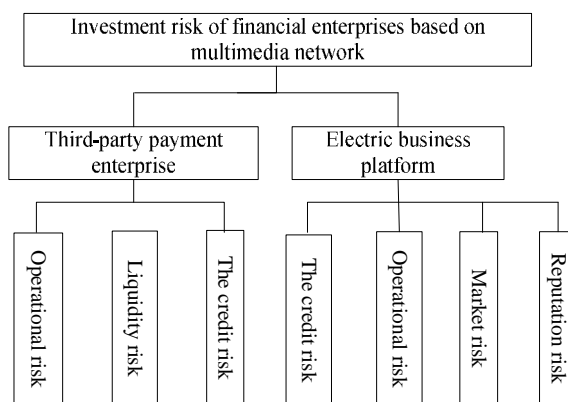 Investment risk of financial enterprises based on
multimedia network
Third-party payment
enterprise
Electric business
platform
Operational risk
Liquidity risk
The credit risk
The credit risk
Operational risk
Market risk
Reputation risk